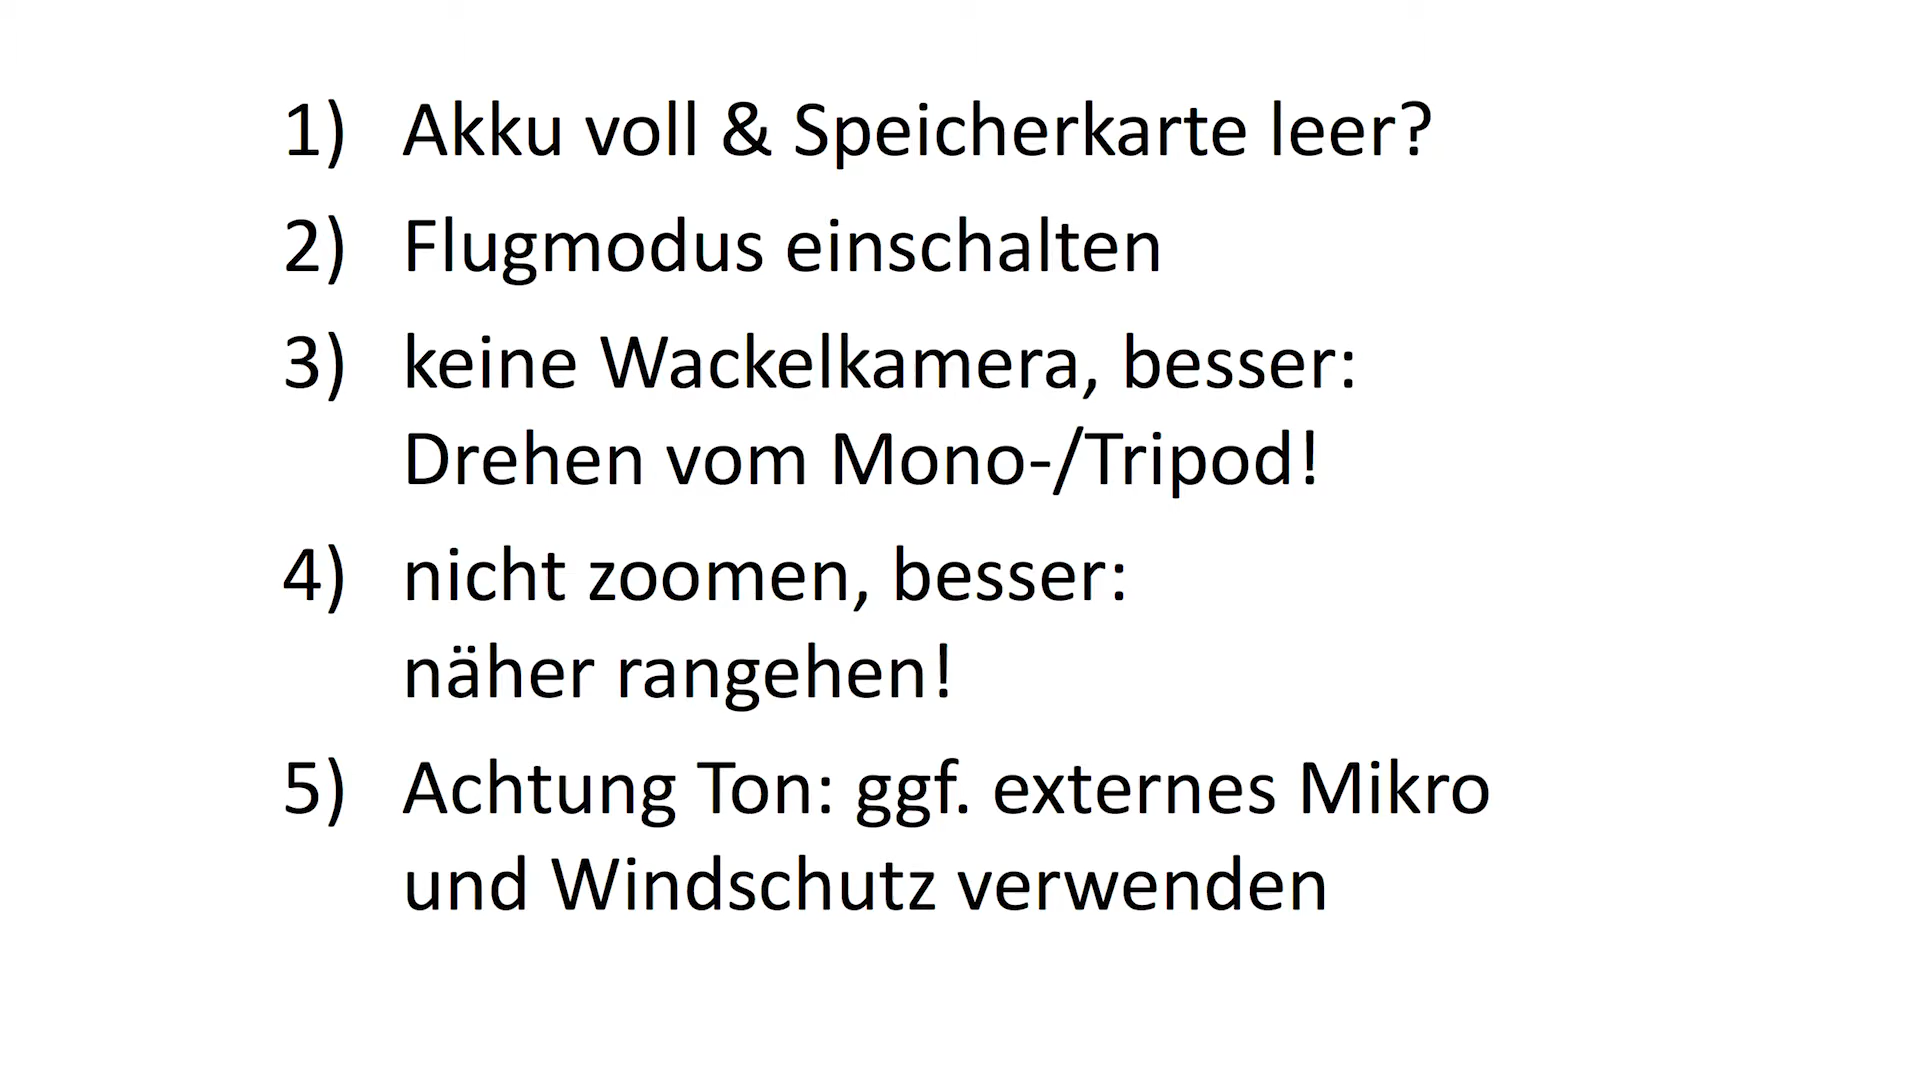 1) Akku voll & Speicherkarte leer?
2) Flugmodus einschalten
3) keine Wackelkamera, besser:
Drehen vom Mono-/Tripod!
4) nicht zoomen, besser:
näher rangehen!
5) Achtung Ton: ggf. externes Mikro
und Windschutz verwenden